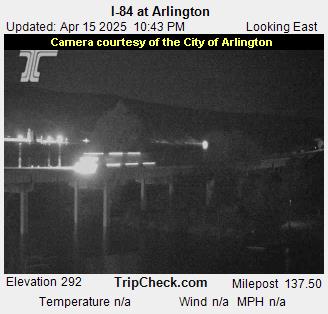 I-84 at Arlington
Updated: Apr 15 2025 10:43 PM Looking East
Camera courtesy of the City of Arlington
Elevation 292 TripCheck.com Milepost 137.50
Temperature n/a Wind n/a MPH n/a